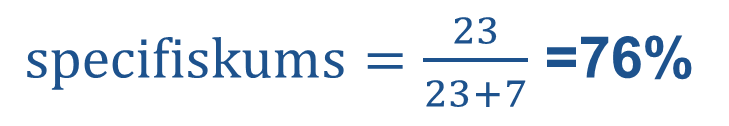 specifiskums = 23/23+7 =76%